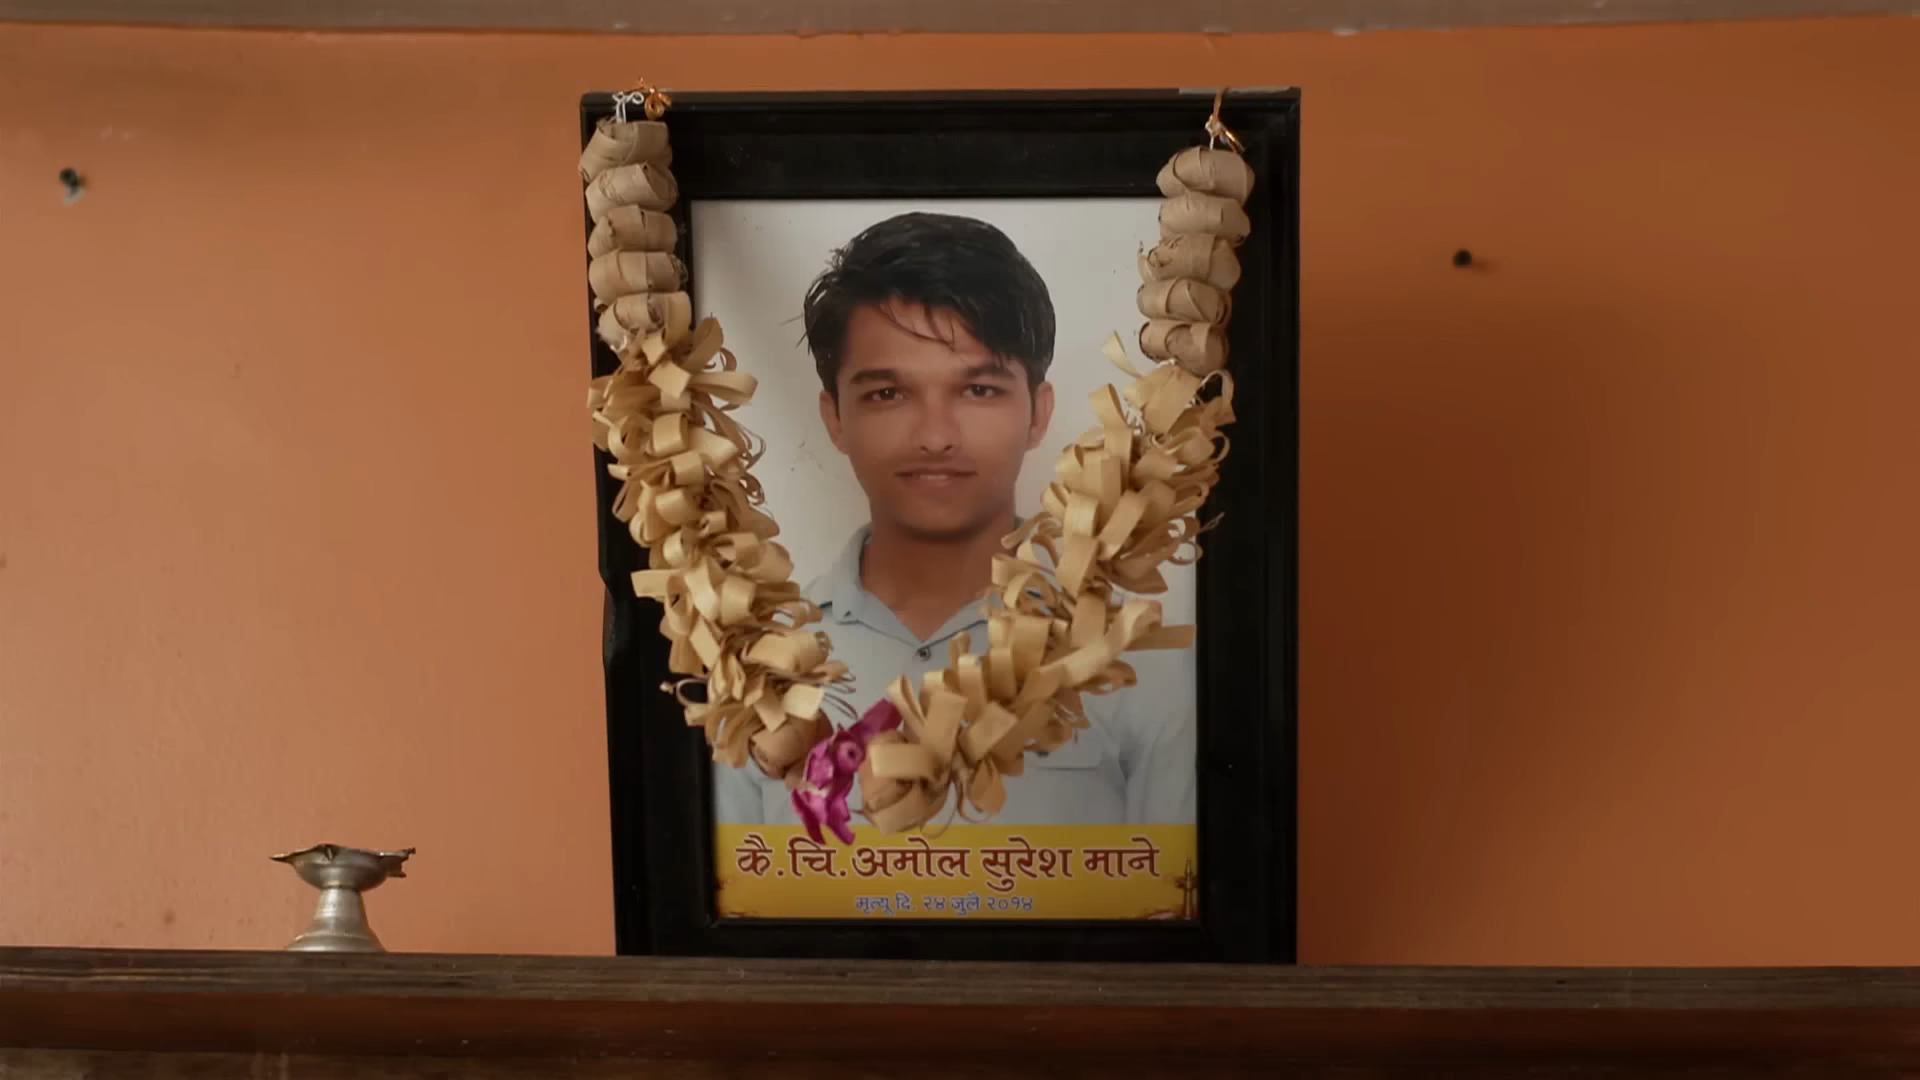 कै.चि.अमोल सुरेश माने
मृत्यू दि. २४ जुलै २०१४